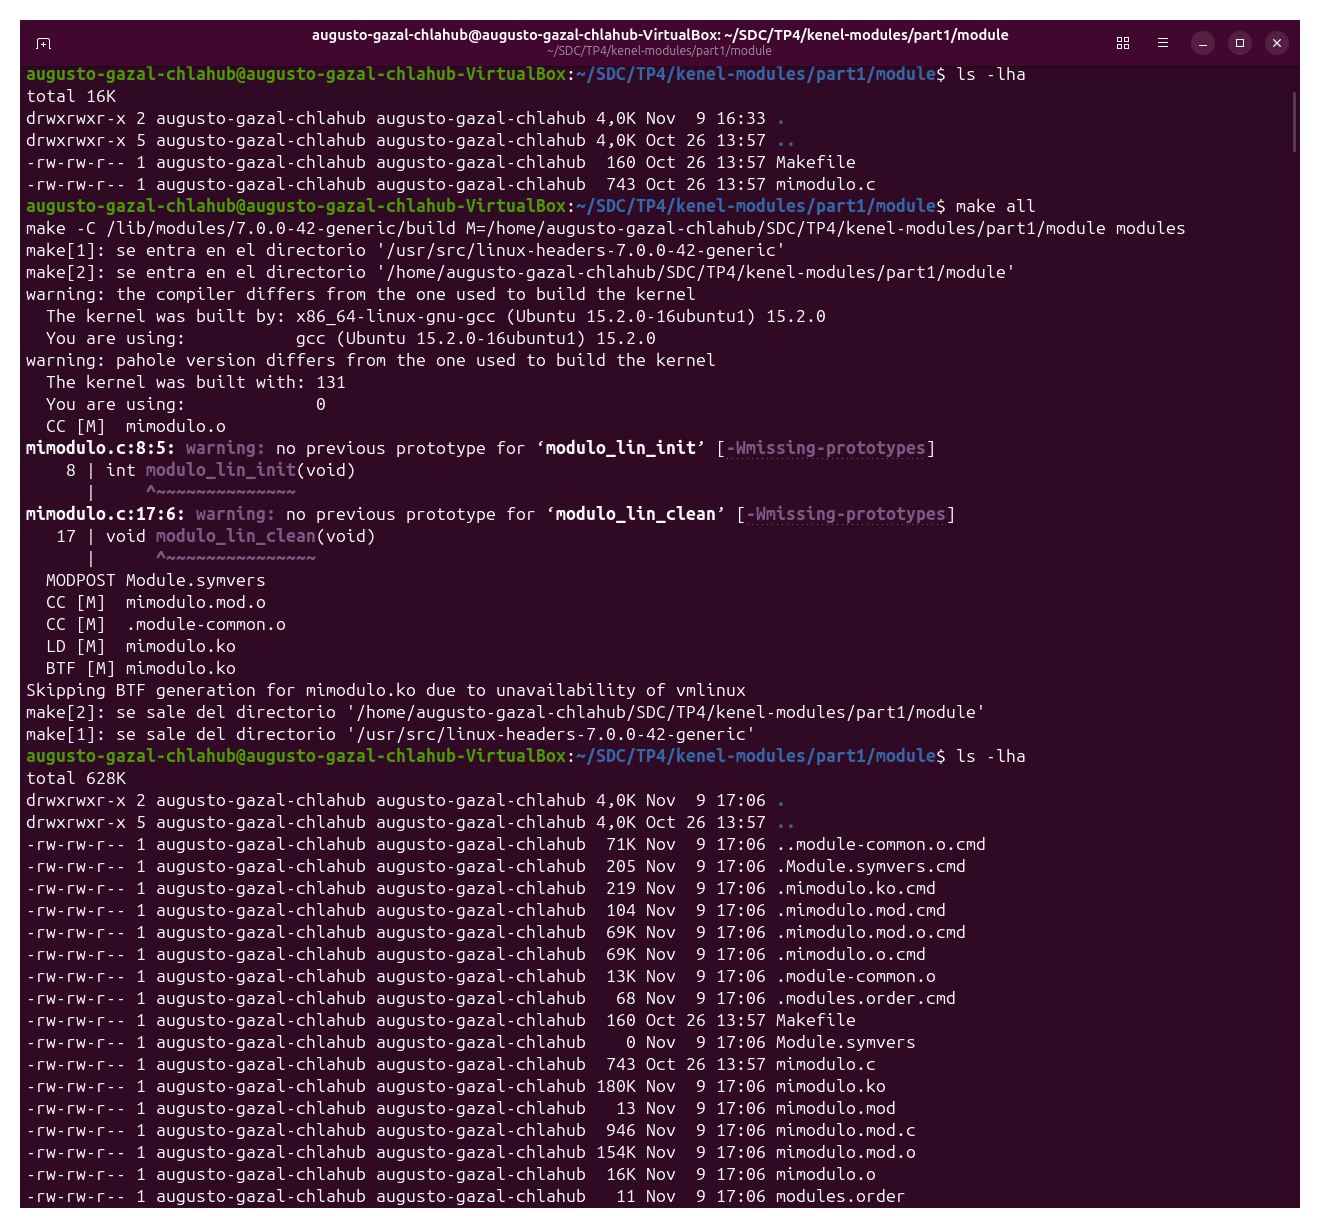 augusto-gazal-chlahub@augusto-gazal-chlahub-VirtualBox: ~/SDC/TP4/kenel-modules/part1/module
~/SDC/TP4/kenel-modules/part1/module
augusto-gazal-chlahub@augusto-gazal-chlahub-VirtualBox:~/SDC/TP4/kenel-modules/part1/module$ ls -lha
total 16K
drwxrwxr-x 2 augusto-gazal-chlahub augusto-gazal-chlahub 4,0K Nov  9 16:33 .
drwxrwxr-x 5 augusto-gazal-chlahub augusto-gazal-chlahub 4,0K Oct 26 13:57 ..
-rw-rw-r-- 1 augusto-gazal-chlahub augusto-gazal-chlahub  160 Oct 26 13:57 Makefile
-rw-rw-r-- 1 augusto-gazal-chlahub augusto-gazal-chlahub  743 Oct 26 13:57 mimodulo.c
augusto-gazal-chlahub@augusto-gazal-chlahub-VirtualBox:~/SDC/TP4/kenel-modules/part1/module$ make all
make -C /lib/modules/7.0.0-42-generic/build M=/home/augusto-gazal-chlahub/SDC/TP4/kenel-modules/part1/module modules
make[1]: se entra en el directorio '/usr/src/linux-headers-7.0.0-42-generic'
make[2]: se entra en el directorio '/home/augusto-gazal-chlahub/SDC/TP4/kenel-modules/part1/module'
warning: the compiler differs from the one used to build the kernel
  The kernel was built by: x86_64-linux-gnu-gcc (Ubuntu 15.2.0-16ubuntu1) 15.2.0
  You are using:           gcc (Ubuntu 15.2.0-16ubuntu1) 15.2.0
warning: pahole version differs from the one used to build the kernel
  The kernel was built with: 131
  You are using:             0
  CC [M]  mimodulo.o
mimodulo.c:8:5: warning: no previous prototype for ‘modulo_lin_init’ [-Wmissing-prototypes]
    8 | int modulo_lin_init(void)
      |     ^~~~~~~~~~~~~~~
mimodulo.c:17:6: warning: no previous prototype for ‘modulo_lin_clean’ [-Wmissing-prototypes]
   17 | void modulo_lin_clean(void)
      |      ^~~~~~~~~~~~~~~~
  MODPOST Module.symvers
  CC [M]  mimodulo.mod.o
  CC [M]  .module-common.o
  LD [M]  mimodulo.ko
  BTF [M] mimodulo.ko
Skipping BTF generation for mimodulo.ko due to unavailability of vmlinux
make[2]: se sale del directorio '/home/augusto-gazal-chlahub/SDC/TP4/kenel-modules/part1/module'
make[1]: se sale del directorio '/usr/src/linux-headers-7.0.0-42-generic'
augusto-gazal-chlahub@augusto-gazal-chlahub-VirtualBox:~/SDC/TP4/kenel-modules/part1/module$ ls -lha
total 628K
drwxrwxr-x 2 augusto-gazal-chlahub augusto-gazal-chlahub 4,0K Nov  9 17:06 .
drwxrwxr-x 5 augusto-gazal-chlahub augusto-gazal-chlahub 4,0K Oct 26 13:57 ..
-rw-rw-r-- 1 augusto-gazal-chlahub augusto-gazal-chlahub  71K Nov  9 17:06 ..module-common.o.cmd
-rw-rw-r-- 1 augusto-gazal-chlahub augusto-gazal-chlahub  205 Nov  9 17:06 .Module.symvers.cmd
-rw-rw-r-- 1 augusto-gazal-chlahub augusto-gazal-chlahub  219 Nov  9 17:06 .mimodulo.ko.cmd
-rw-rw-r-- 1 augusto-gazal-chlahub augusto-gazal-chlahub  104 Nov  9 17:06 .mimodulo.mod.cmd
-rw-rw-r-- 1 augusto-gazal-chlahub augusto-gazal-chlahub  69K Nov  9 17:06 .mimodulo.mod.o.cmd
-rw-rw-r-- 1 augusto-gazal-chlahub augusto-gazal-chlahub  69K Nov  9 17:06 .mimodulo.o.cmd
-rw-rw-r-- 1 augusto-gazal-chlahub augusto-gazal-chlahub  13K Nov  9 17:06 .module-common.o
-rw-rw-r-- 1 augusto-gazal-chlahub augusto-gazal-chlahub   68 Nov  9 17:06 .modules.order.cmd
-rw-rw-r-- 1 augusto-gazal-chlahub augusto-gazal-chlahub  160 Oct 26 13:57 Makefile
-rw-rw-r-- 1 augusto-gazal-chlahub augusto-gazal-chlahub    0 Nov  9 17:06 Module.symvers
-rw-rw-r-- 1 augusto-gazal-chlahub augusto-gazal-chlahub  743 Oct 26 13:57 mimodulo.c
-rw-rw-r-- 1 augusto-gazal-chlahub augusto-gazal-chlahub 180K Nov  9 17:06 mimodulo.ko
-rw-rw-r-- 1 augusto-gazal-chlahub augusto-gazal-chlahub   13 Nov  9 17:06 mimodulo.mod
-rw-rw-r-- 1 augusto-gazal-chlahub augusto-gazal-chlahub  946 Nov  9 17:06 mimodulo.mod.c
-rw-rw-r-- 1 augusto-gazal-chlahub augusto-gazal-chlahub 154K Nov  9 17:06 mimodulo.mod.o
-rw-rw-r-- 1 augusto-gazal-chlahub augusto-gazal-chlahub  16K Nov  9 17:06 mimodulo.o
-rw-rw-r-- 1 augusto-gazal-chlahub augusto-gazal-chlahub   11 Nov  9 17:06 modules.order